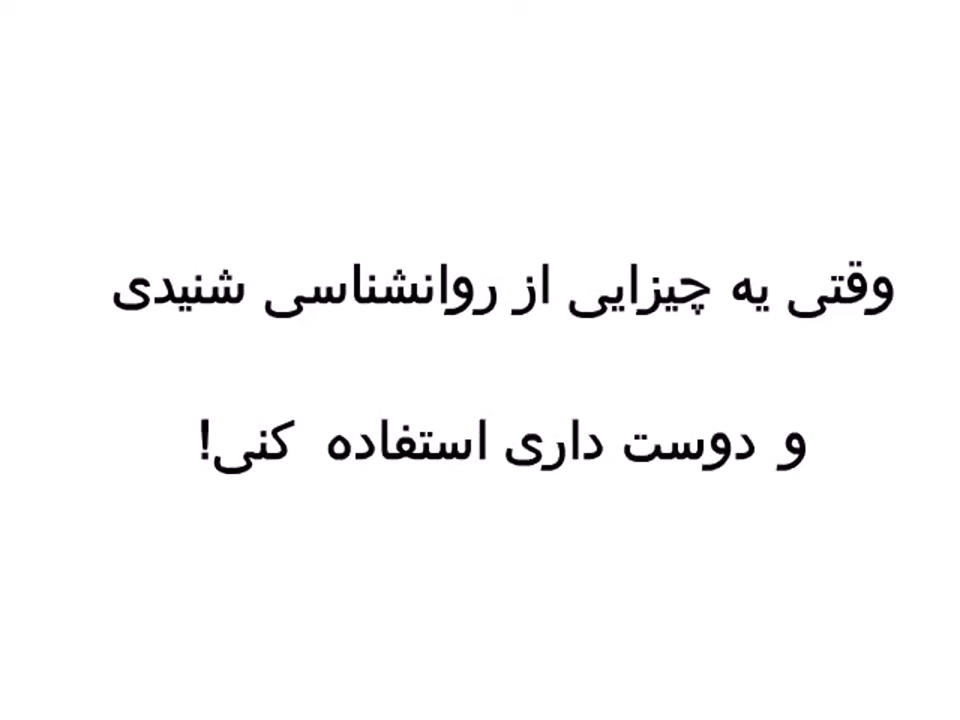 وقتی یه چیزایی از روانشناسی شنیدی
و دوست داری استفاده کنی!